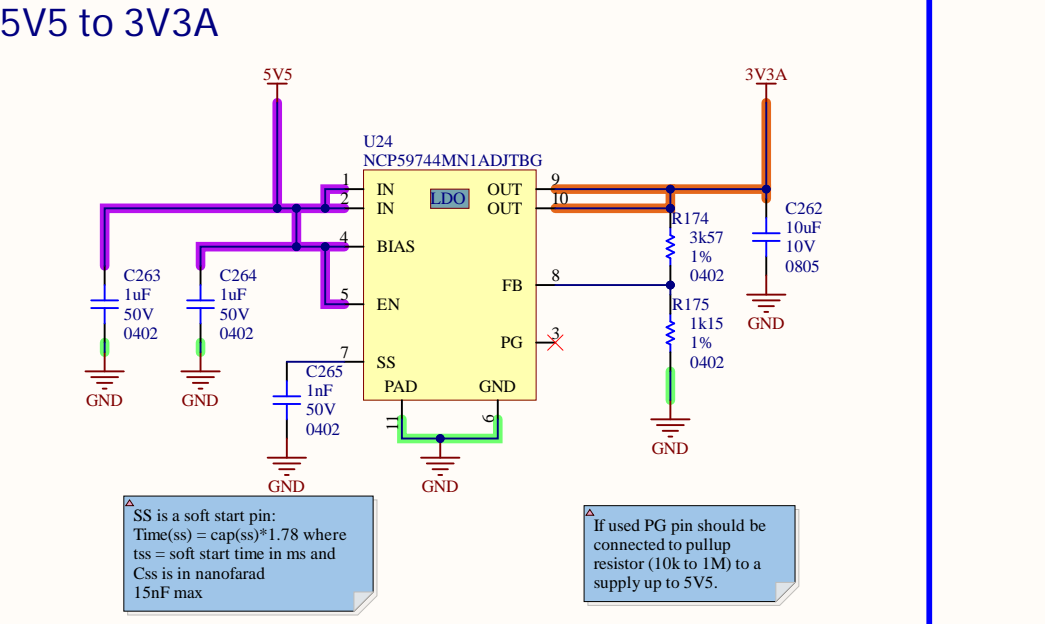 5V5 to 3V3A
5V5
3V3A
U24
NCP59744MN1ADJTBG
1
IN
LDO
OUT
9
2
IN
OUT
10
4
BIAS
5
EN
FB
8
PG
3
7
SS
PAD
GND
11
6
R174
3k57
1%
0402
R175
1k15
1%
0402
C262
10uF
10V
0805
GND
C263
1uF
50V
0402
GND
C264
1uF
50V
0402
GND
C265
1nF
50V
0402
GND
GND
GND
SS is a soft start pin:
Time(ss) = cap(ss)*1.78 where
tss = soft start time in ms and
Css is in nanofarad
15nF max
If used PG pin should be
connected to pullup
resistor (10k to 1M) to a
supply up to 5V5.